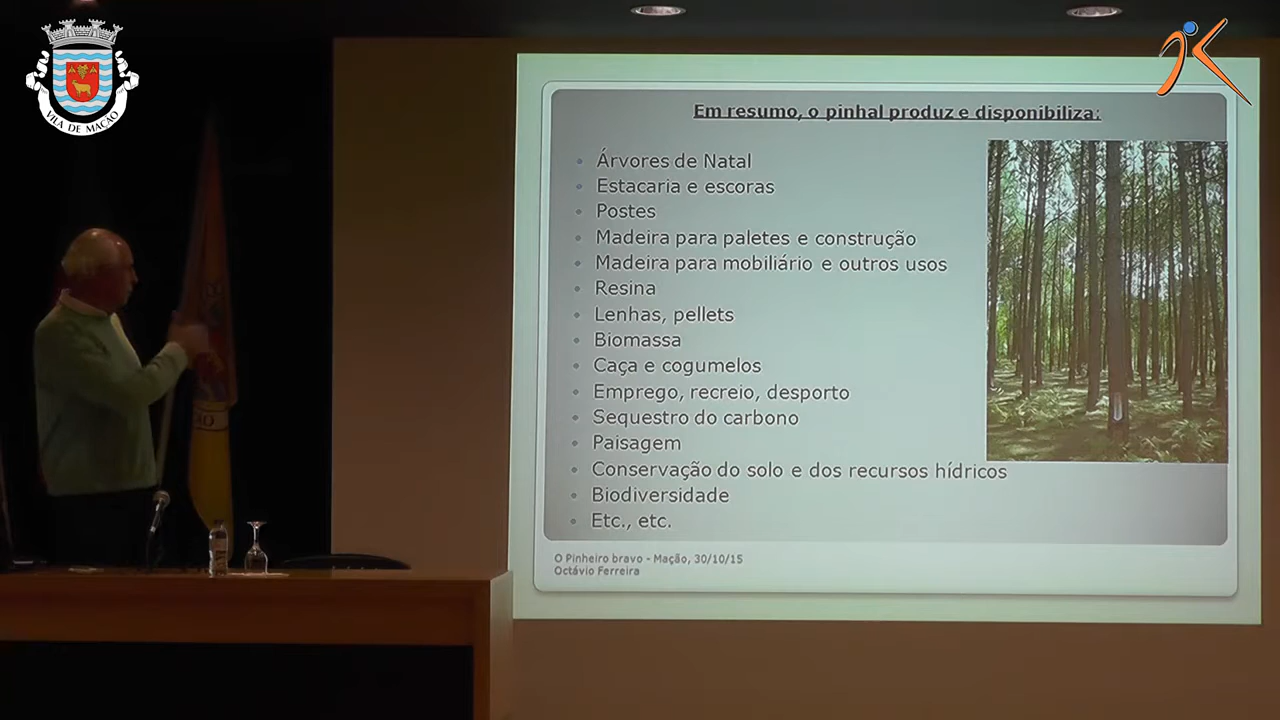 VILA DE MAÇÃO
Em resumo, o pinhal produz e disponibiliza:
Árvores de Natal
Estacaria e escoras
Postes
Madeira para paletes e construção
Madeira para mobiliário e outros usos
Resina
Lenhas, pellets
Biomassa
Caça e cogumelos
Emprego, recreio, desporto
Sequestro do carbono
Paisagem
Conservação do solo e dos recursos hídricos
Biodiversidade
Etc., etc.
O Pinheiro bravo - Mação, 30/10/15
Octávio Ferreira